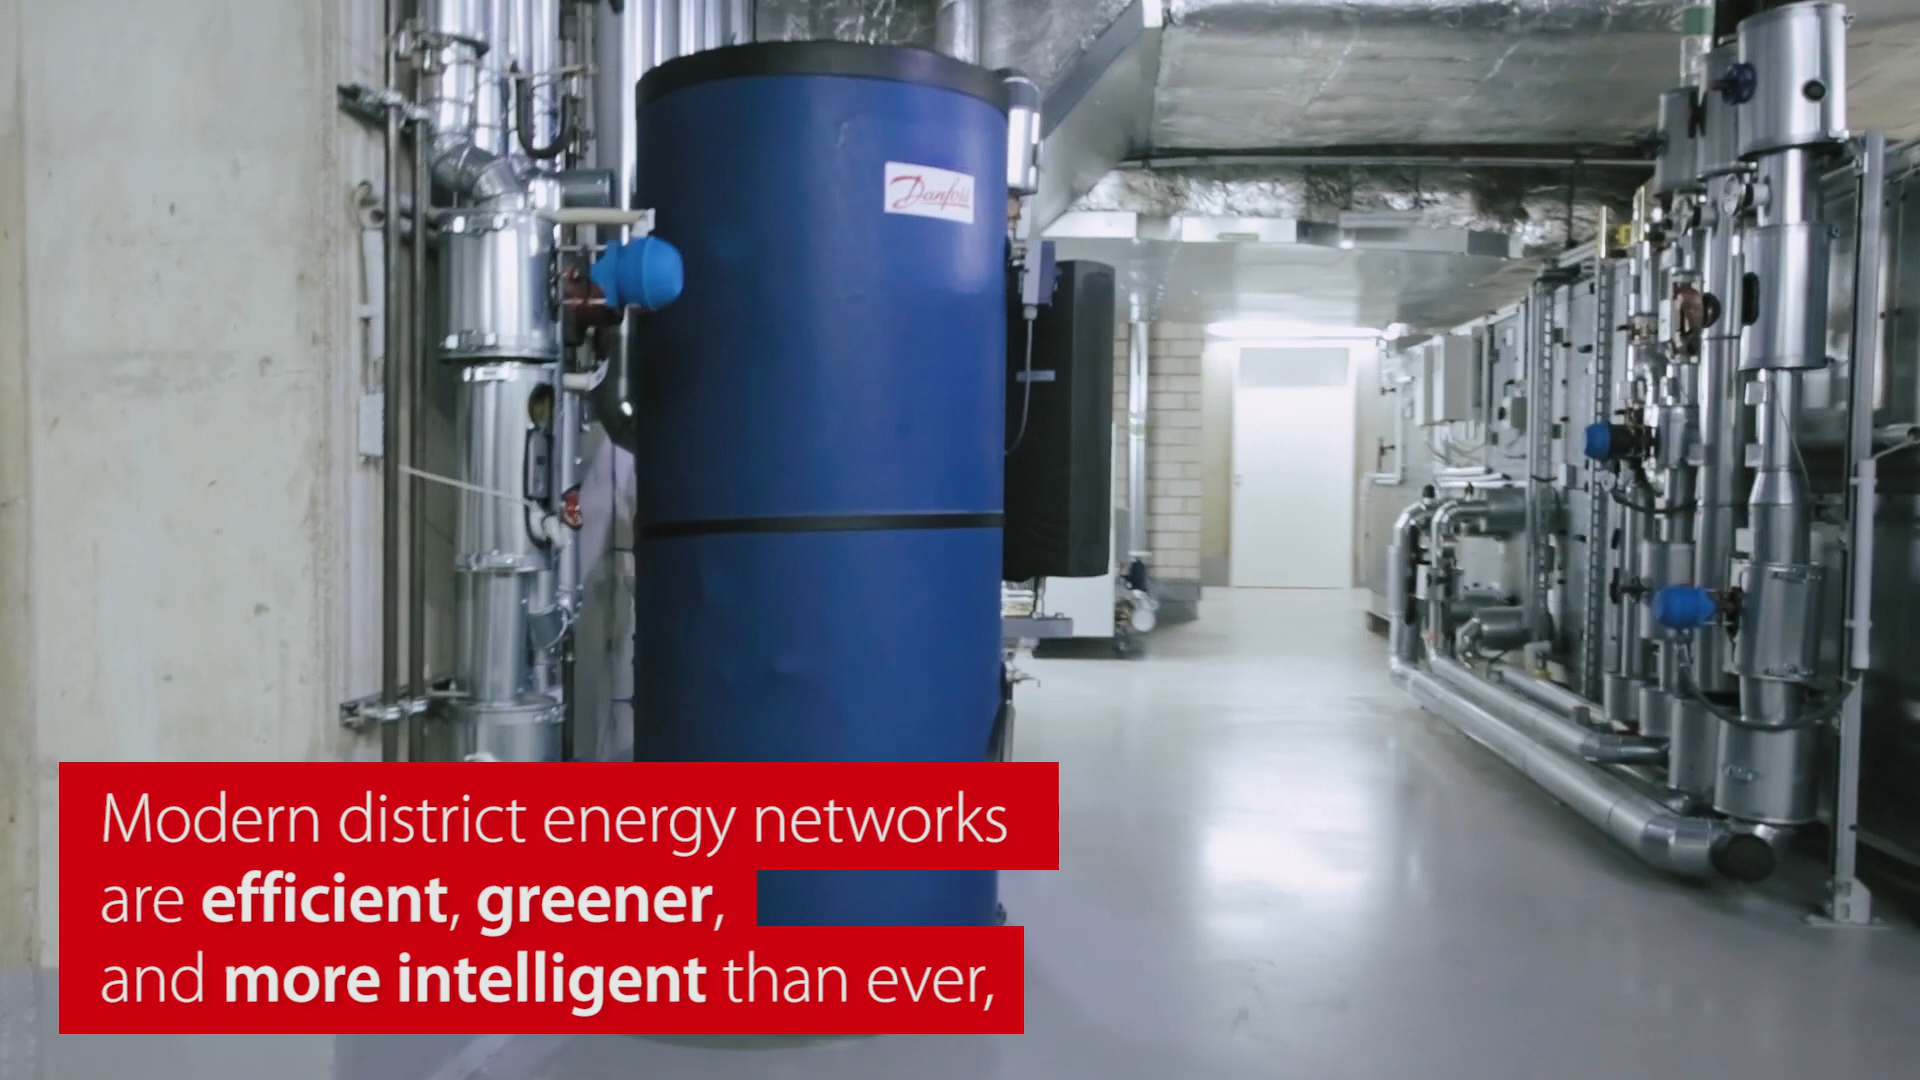 Danfoss
Modern district energy networks
are efficient, greener,
and more intelligent than ever,